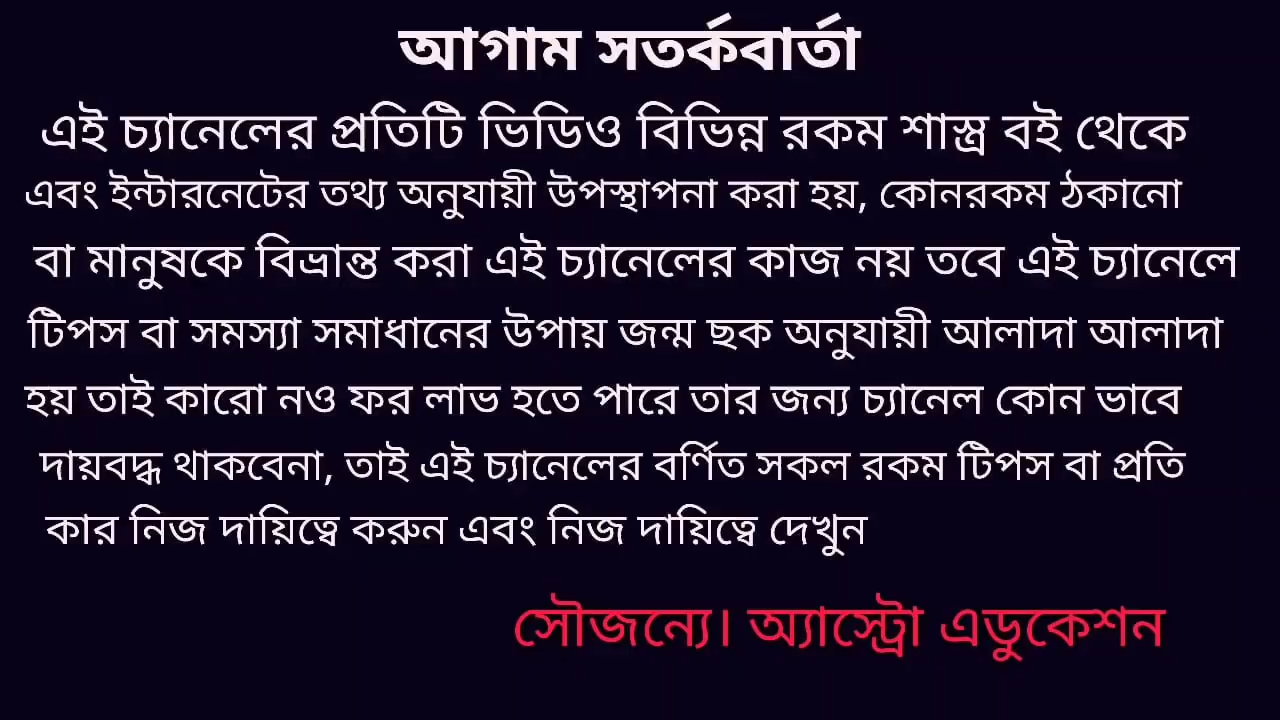 আগাম সতর্কবার্তা
এই চ্যানেলের প্রতিটি ভিডিও বিভিন্ন রকম শাস্ত্র বই থেকে
এবং ইন্টারনেটের তথ্য অনুযায়ী উপস্থাপনা করা হয়, কোনরকম ঠকানো
বা মানুষকে বিভ্রান্ত করা এই চ্যানেলের কাজ নয় তবে এই চ্যানেলে
টিপস বা সমস্যা সমাধানের উপায় জন্ম ছক অনুযায়ী আলাদা আলাদা
হয় তাই কারো নও ফর লাভ হতে পারে তার জন্য চ্যানেল কোন ভাবে
দায়বদ্ধ থাকবেনা, তাই এই চ্যানেলের বর্ণিত সকল রকম টিপস বা প্রতি
কার নিজ দায়িত্বে করুন এবং নিজ দায়িত্বে দেখুন
সৌজন্যে। অ্যাস্ট্রো এডুকেশন